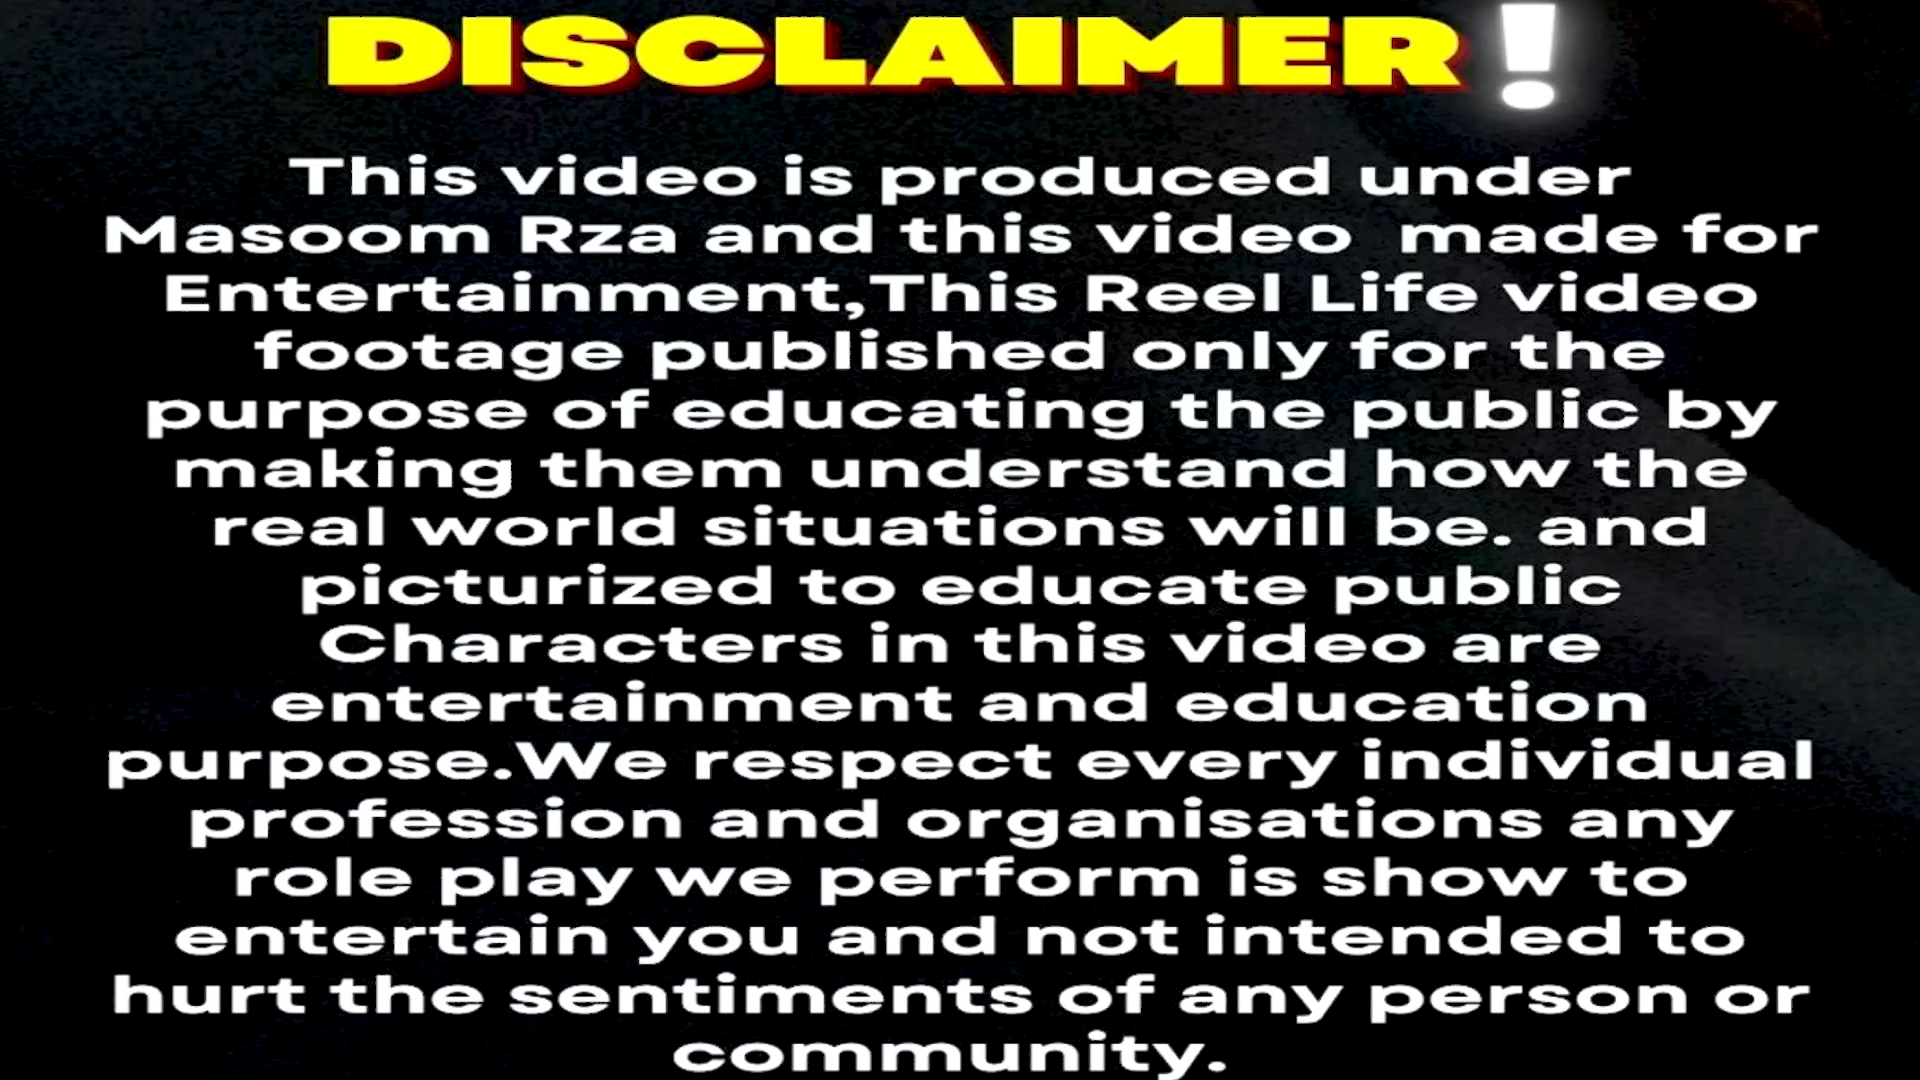 DISCLAIMER!
This video is produced under
Masoom Rza and this video made for
Entertainment,This Reel Life video
footage published only for the
purpose of educating the public by
making them understand how the
real world situations will be. and
picturized to educate public
Characters in this video are
entertainment and education
purpose.We respect every individual
profession and organisations any
role play we perform is show to
entertain you and not intended to
hurt the sentiments of any person or
community.